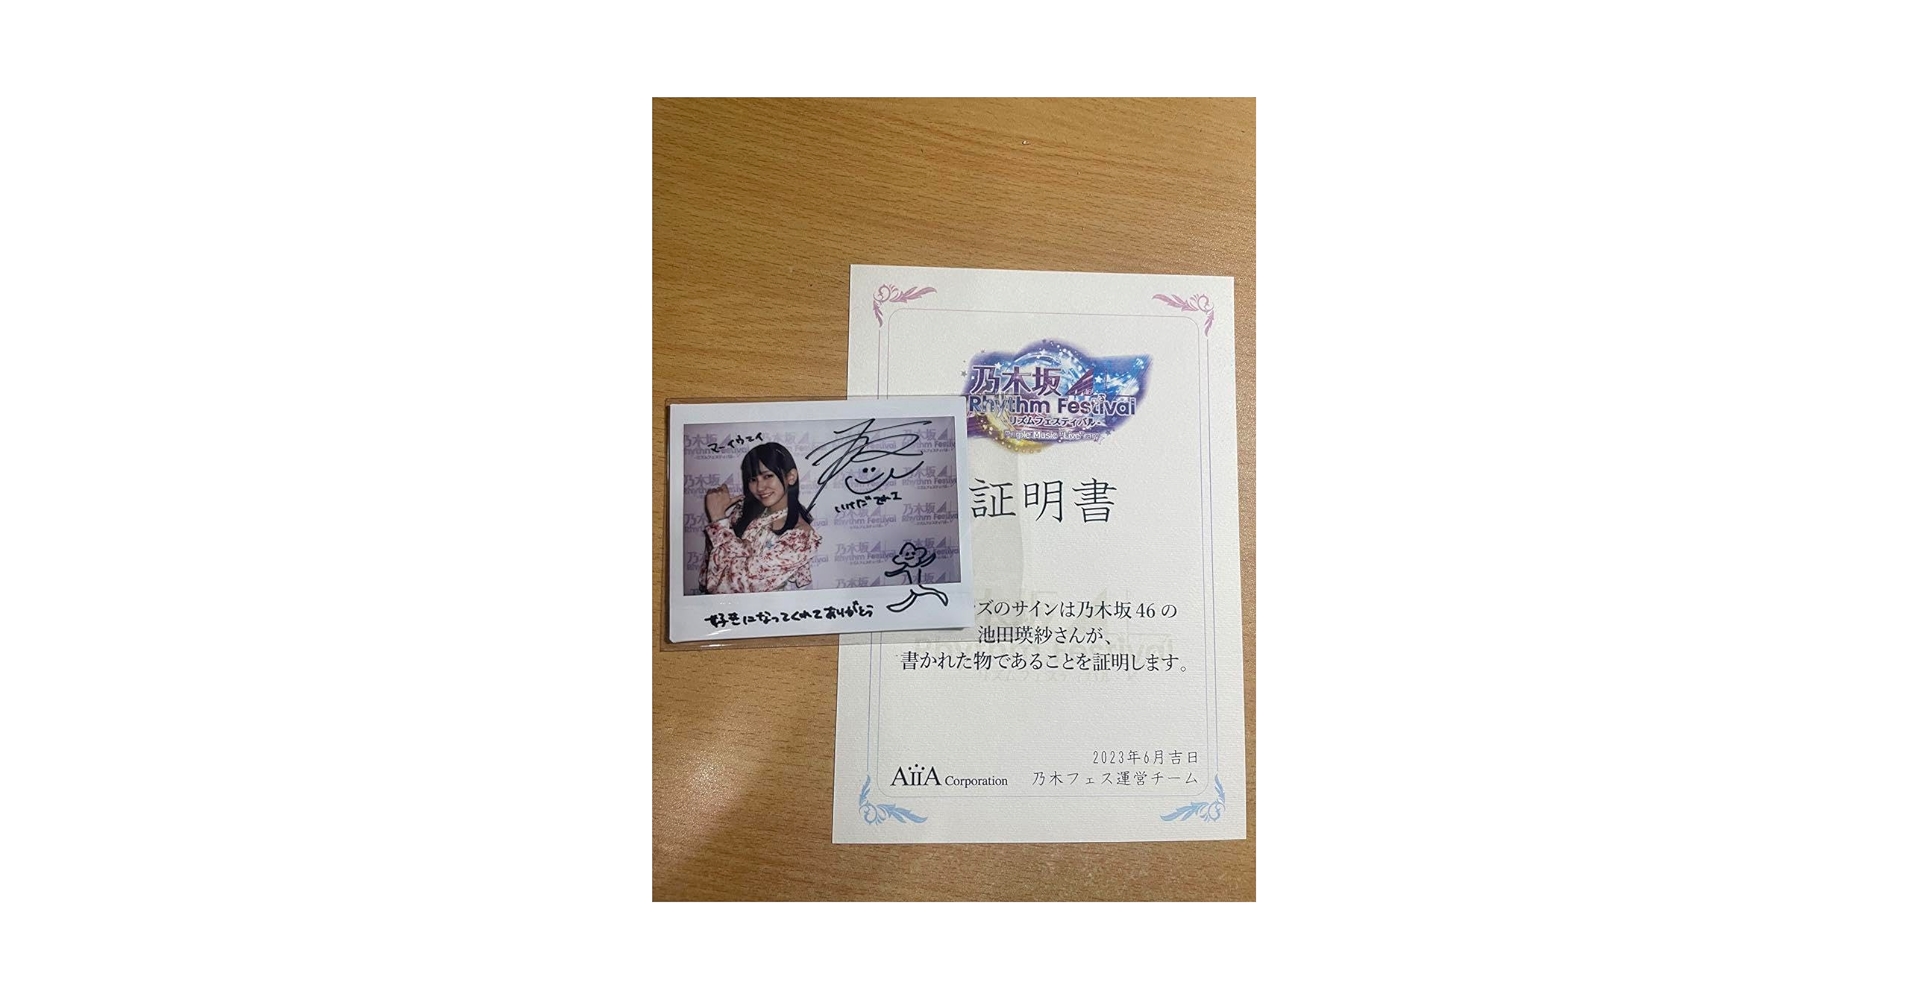 マーイウェイ
いけだてれさ
好きになってくれてありがとう
乃木坂
Rhythm Festival
リズムフェスティバル
証明書
ズのサインは乃木坂46の
池田瑛紗さんが、
書かれた物であることを証明します。
2023年6月吉日
AiiA Corporation
乃木フェス運営チーム